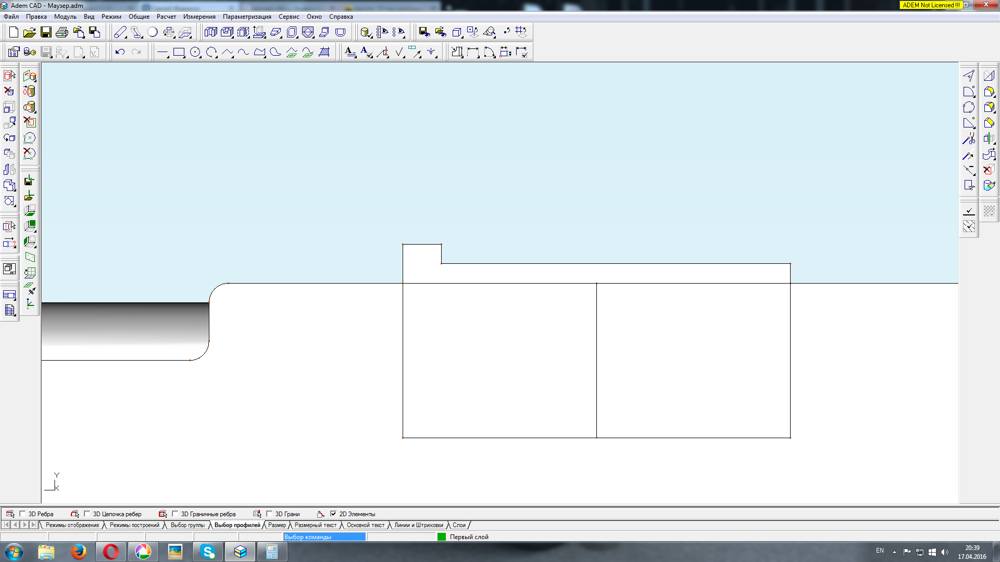 Adem CAD - Маузер.adm
ADEM Not Licensed !!!
Файл Правка Модуль Вид Режим Общие Расчет Измерения Параметризация Сервис Окно Справка
Y
X
3D Ребра 3D Цепочка ребер 3D Граничные ребра 3D Грани 2D Элементы
Режимы отображения Режимы построений Выбор группы Выбор профилей Размер Размерный текст Основной текст Линии и Штриховки Слои
Выбор команды Первый слой
EN
20:39
17.04.2016